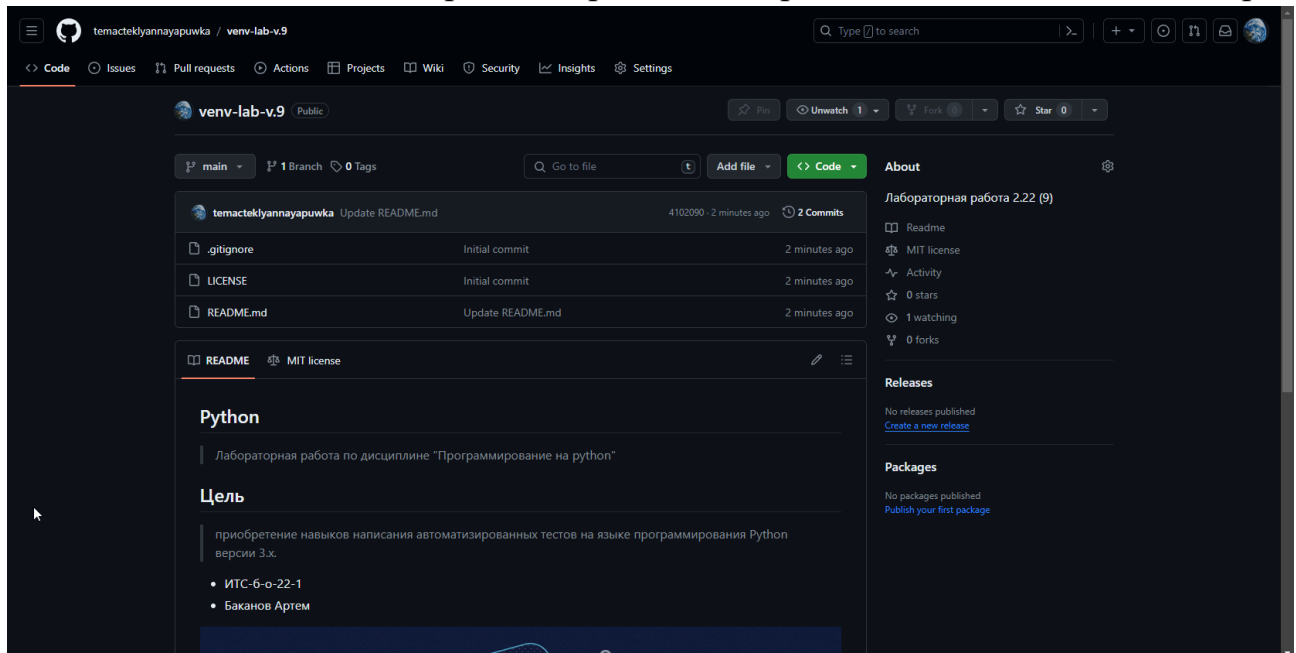 temacteklyannayapuwka / venv-lab-v.9
Type / to search
Code Issues Pull requests Actions Projects Wiki Security Insights Settings
venv-lab-v.9 Public
Pin Unwatch 1 Fork 0 Star 0
main 1 Branch 0 Tags Go to file t Add file Code
temacteklyannayapuwka Update README.md 4102090 · 2 minutes ago 2 Commits
.gitignore Initial commit 2 minutes ago
LICENSE Initial commit 2 minutes ago
README.md Update README.md 2 minutes ago
README MIT license
Python
Лабораторная работа по дисциплине "Программирование на python"
Цель
приобретение навыков написания автоматизированных тестов на языке программирования Python
версии 3.x.
ИТС-б-о-22-1
Баканов Артем
About
Лабораторная работа 2.22 (9)
Readme
MIT license
Activity
0 stars
1 watching
0 forks
Releases
No releases published
Create a new release
Packages
No packages published
Publish your first package